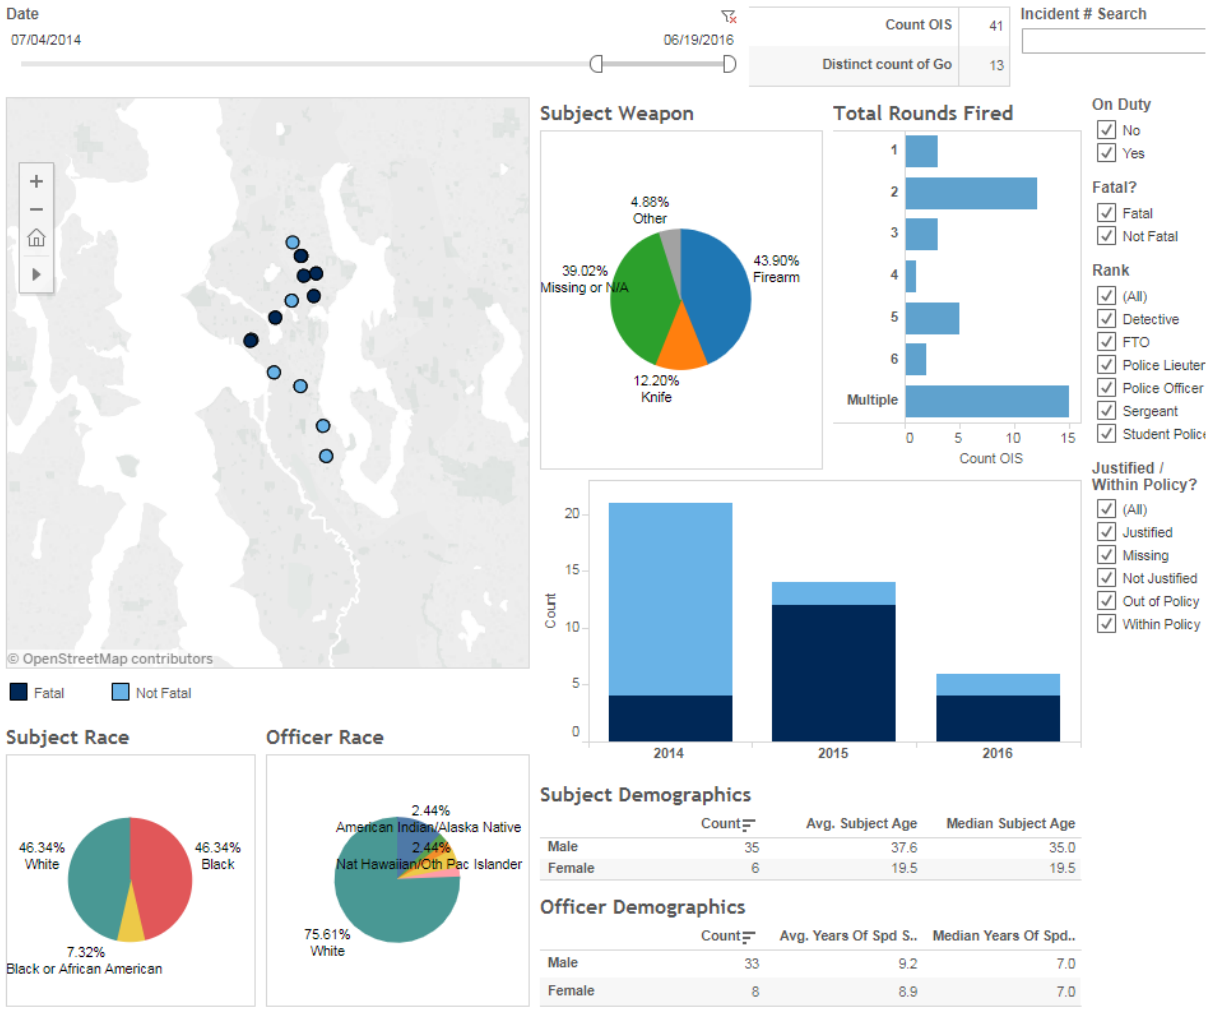 Date
07/04/2014
06/19/2016
Count OIS 41
Distinct count of Go 13
Incident # Search
© OpenStreetMap contributors
Fatal Not Fatal
Subject Weapon
4.88%
Other
43.90%
Firearm
39.02%
Missing or N/A
12.20%
Knife
Total Rounds Fired
1
2
3
4
5
6
Multiple
0 5 10 15
Count OIS
On Duty
No
Yes
Fatal?
Fatal
Not Fatal
Rank
(All)
Detective
FTO
Police Lieuter
Police Officer
Sergeant
Student Police
Justified /
Within Policy?
(All)
Justified
Missing
Not Justified
Out of Policy
Within Policy
Count
20
15
10
5
0
2014 2015 2016
Subject Race
46.34%
White
46.34%
Black
7.32%
Black or African American
Officer Race
2.44%
American Indian/Alaska Native
2.44%
Nat Hawaiian/Oth Pac Islander
75.61%
White
Subject Demographics
Count Avg. Subject Age Median Subject Age
Male 35 37.6 35.0
Female 6 19.5 19.5
Officer Demographics
Count Avg. Years Of Spd S.. Median Years Of Spd..
Male 33 9.2 7.0
Female 8 8.9 7.0